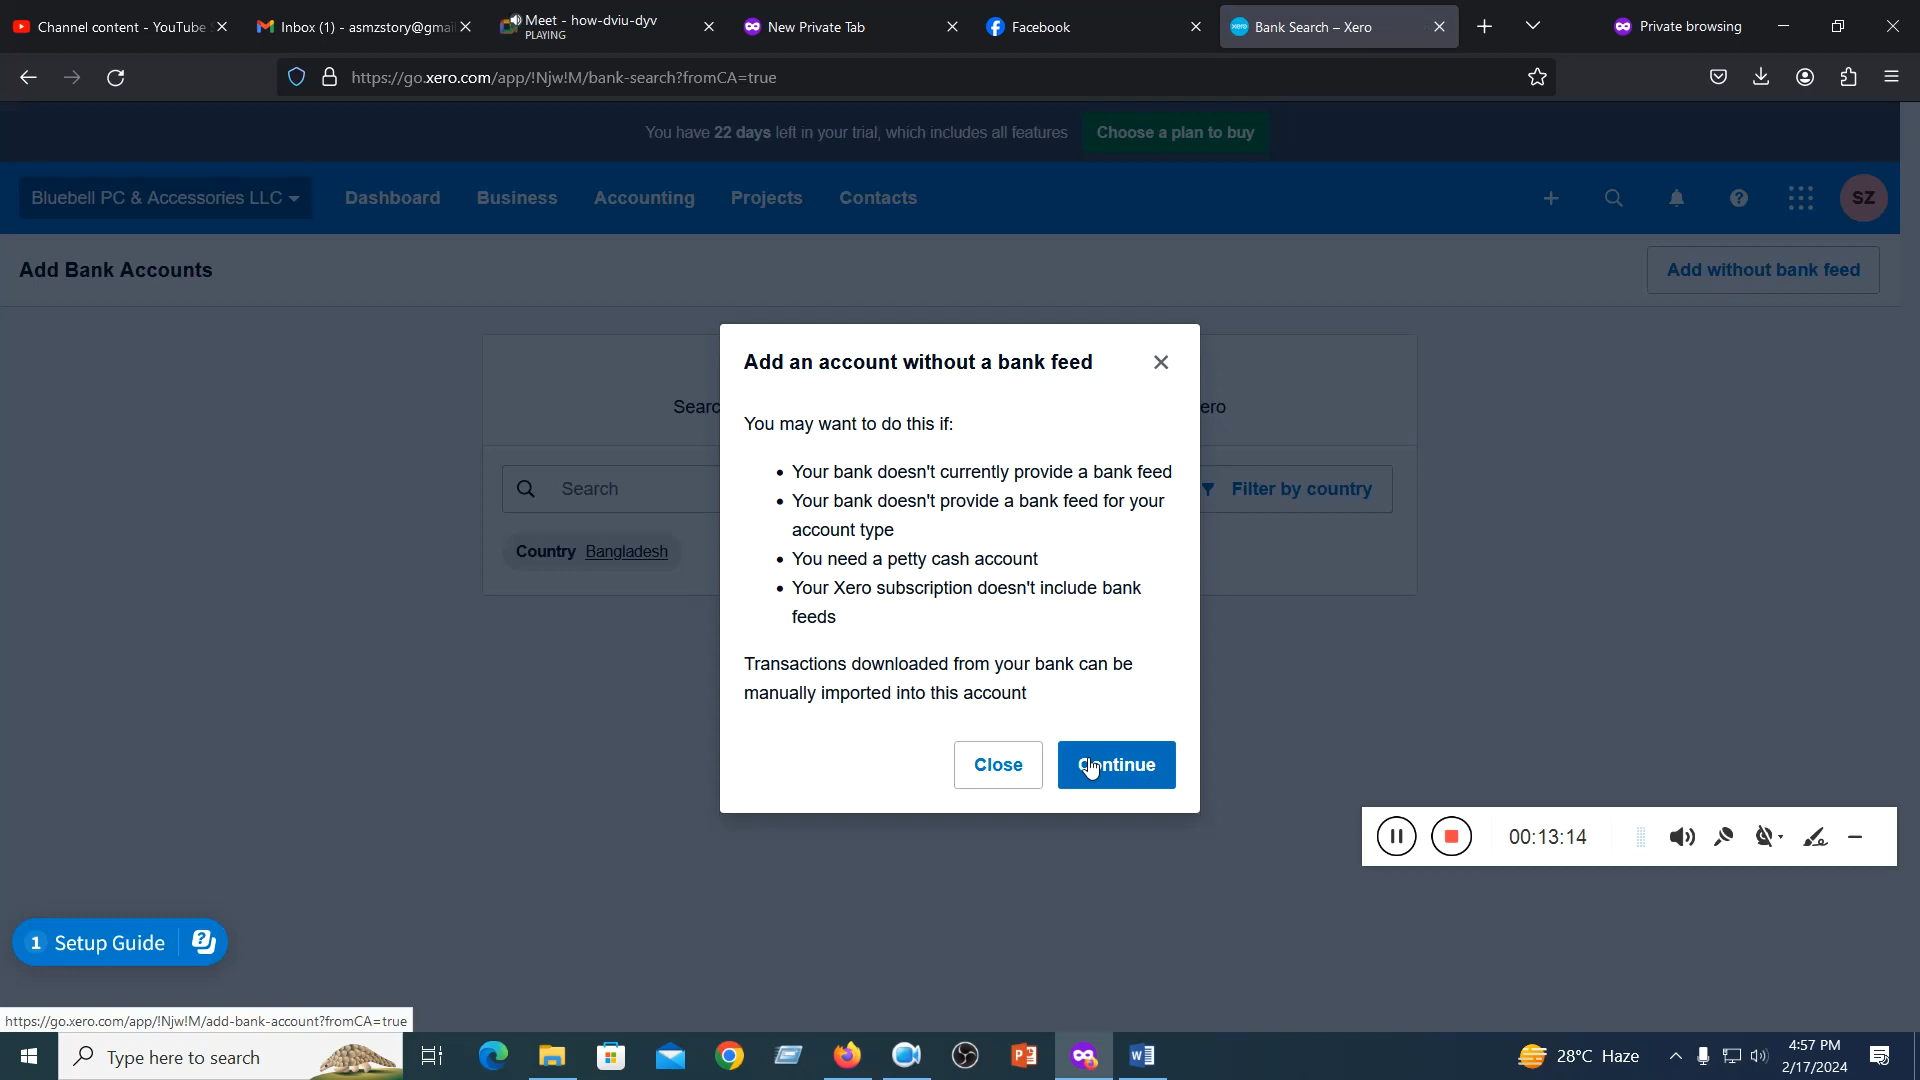 Channel content - YouTube S
Inbox (1) - asmzstory@gmai
Meet - how-dviu-dyv
PLAYING
New Private Tab
Facebook
Bank Search – Xero
Private browsing
https://go.xero.com/app/!Njw!M/bank-search?fromCA=true
You have 22 days left in your trial, which includes all features
Choose a plan to buy
Bluebell PC & Accessories LLC
Dashboard
Business
Accounting
Projects
Contacts
SZ
Add Bank Accounts
Add without bank feed
Add an account without a bank feed
You may want to do this if:
• Your bank doesn't currently provide a bank feed
• Your bank doesn't provide a bank feed for your
account type
• You need a petty cash account
• Your Xero subscription doesn't include bank
feeds
Transactions downloaded from your bank can be
manually imported into this account
Close
Continue
Search
Filter by country
Country Bangladesh
00:13:14
1 Setup Guide
https://go.xero.com/app/!Njw!M/add-bank-account?fromCA=true
Type here to search
28°C Haze
4:57 PM
2/17/2024